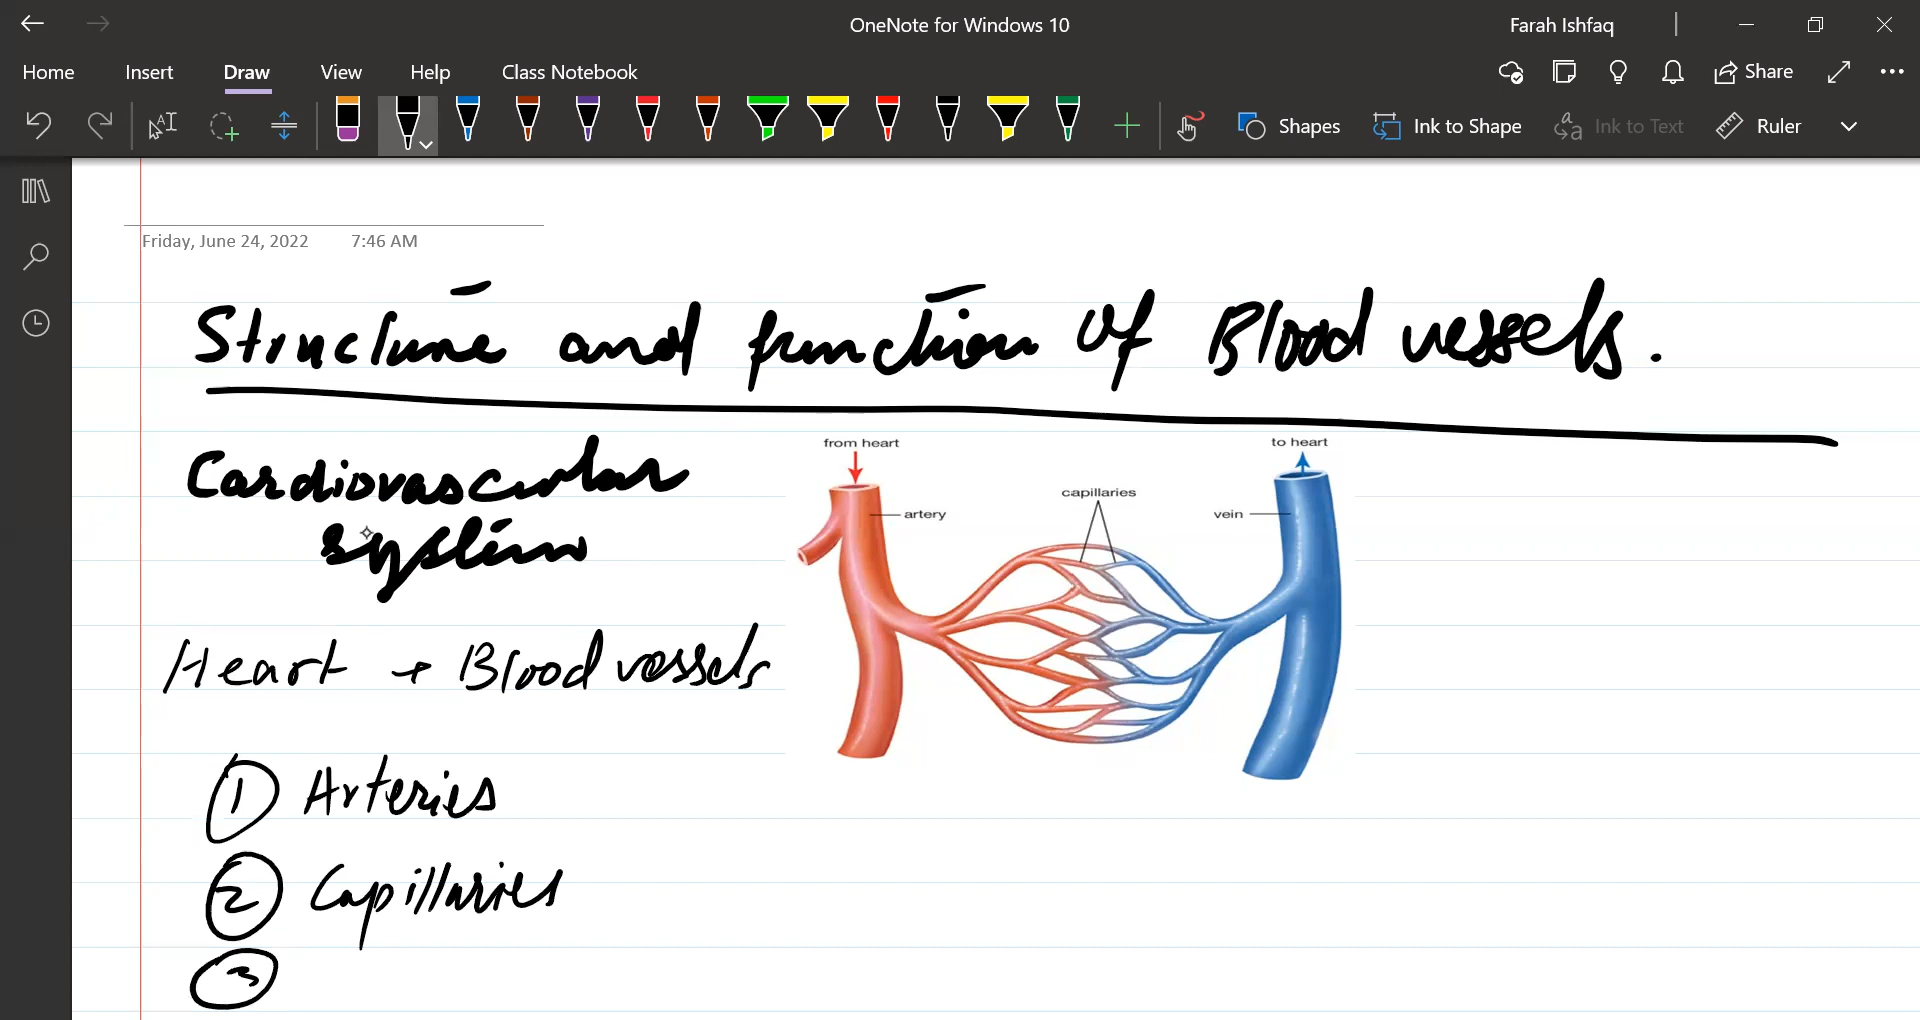 OneNote for Windows 10
Farah Ishfaq
Home Insert Draw View Help Class Notebook
Share
Shapes Ink to Shape Ink to Text Ruler
Friday, June 24, 2022 7:46 AM
Structure and function of Blood vessels.
Cardiovascular
system
from heart
to heart
capillaries
artery
vein
Heart + Blood vessels
① Arteries
② Capillaries
③